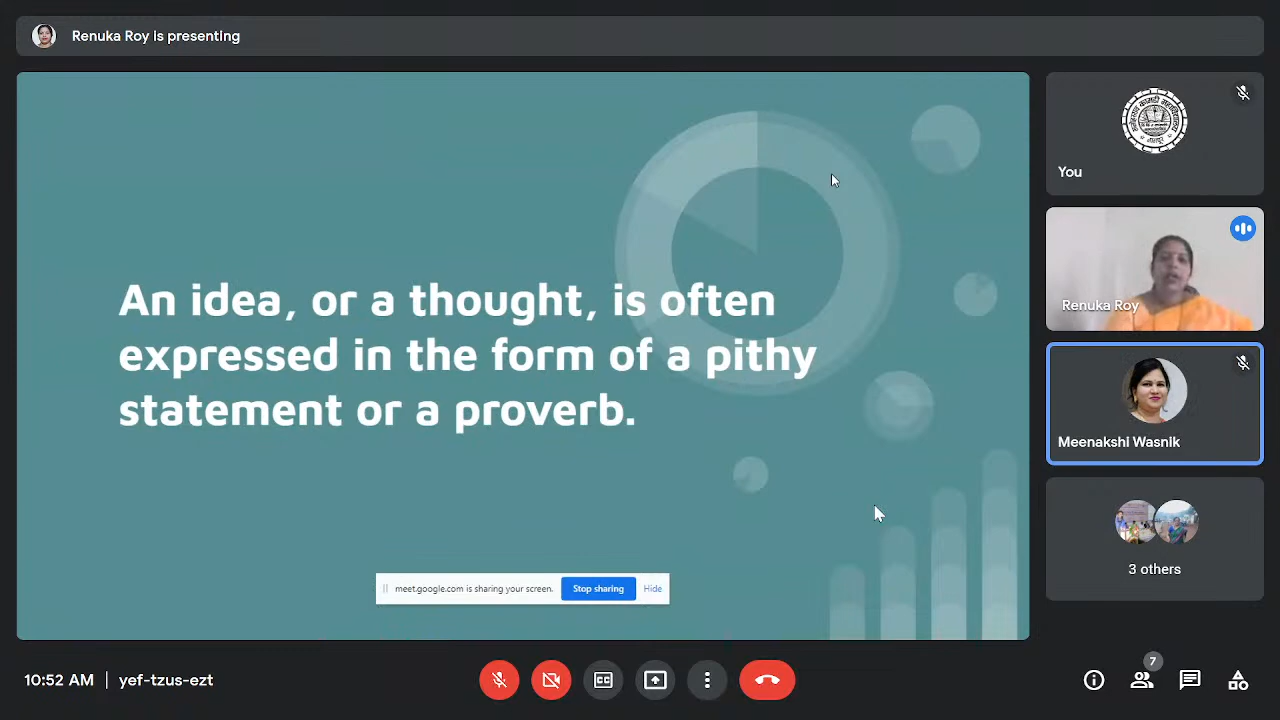 Renuka Roy is presenting
An idea, or a thought, is often
expressed in the form of a pithy
statement or a proverb.
meet.google.com is sharing your screen.
Stop sharing
Hide
You
Renuka Roy
Meenakshi Wasnik
3 others
10:52 AM | yef-tzus-ezt
CC
7